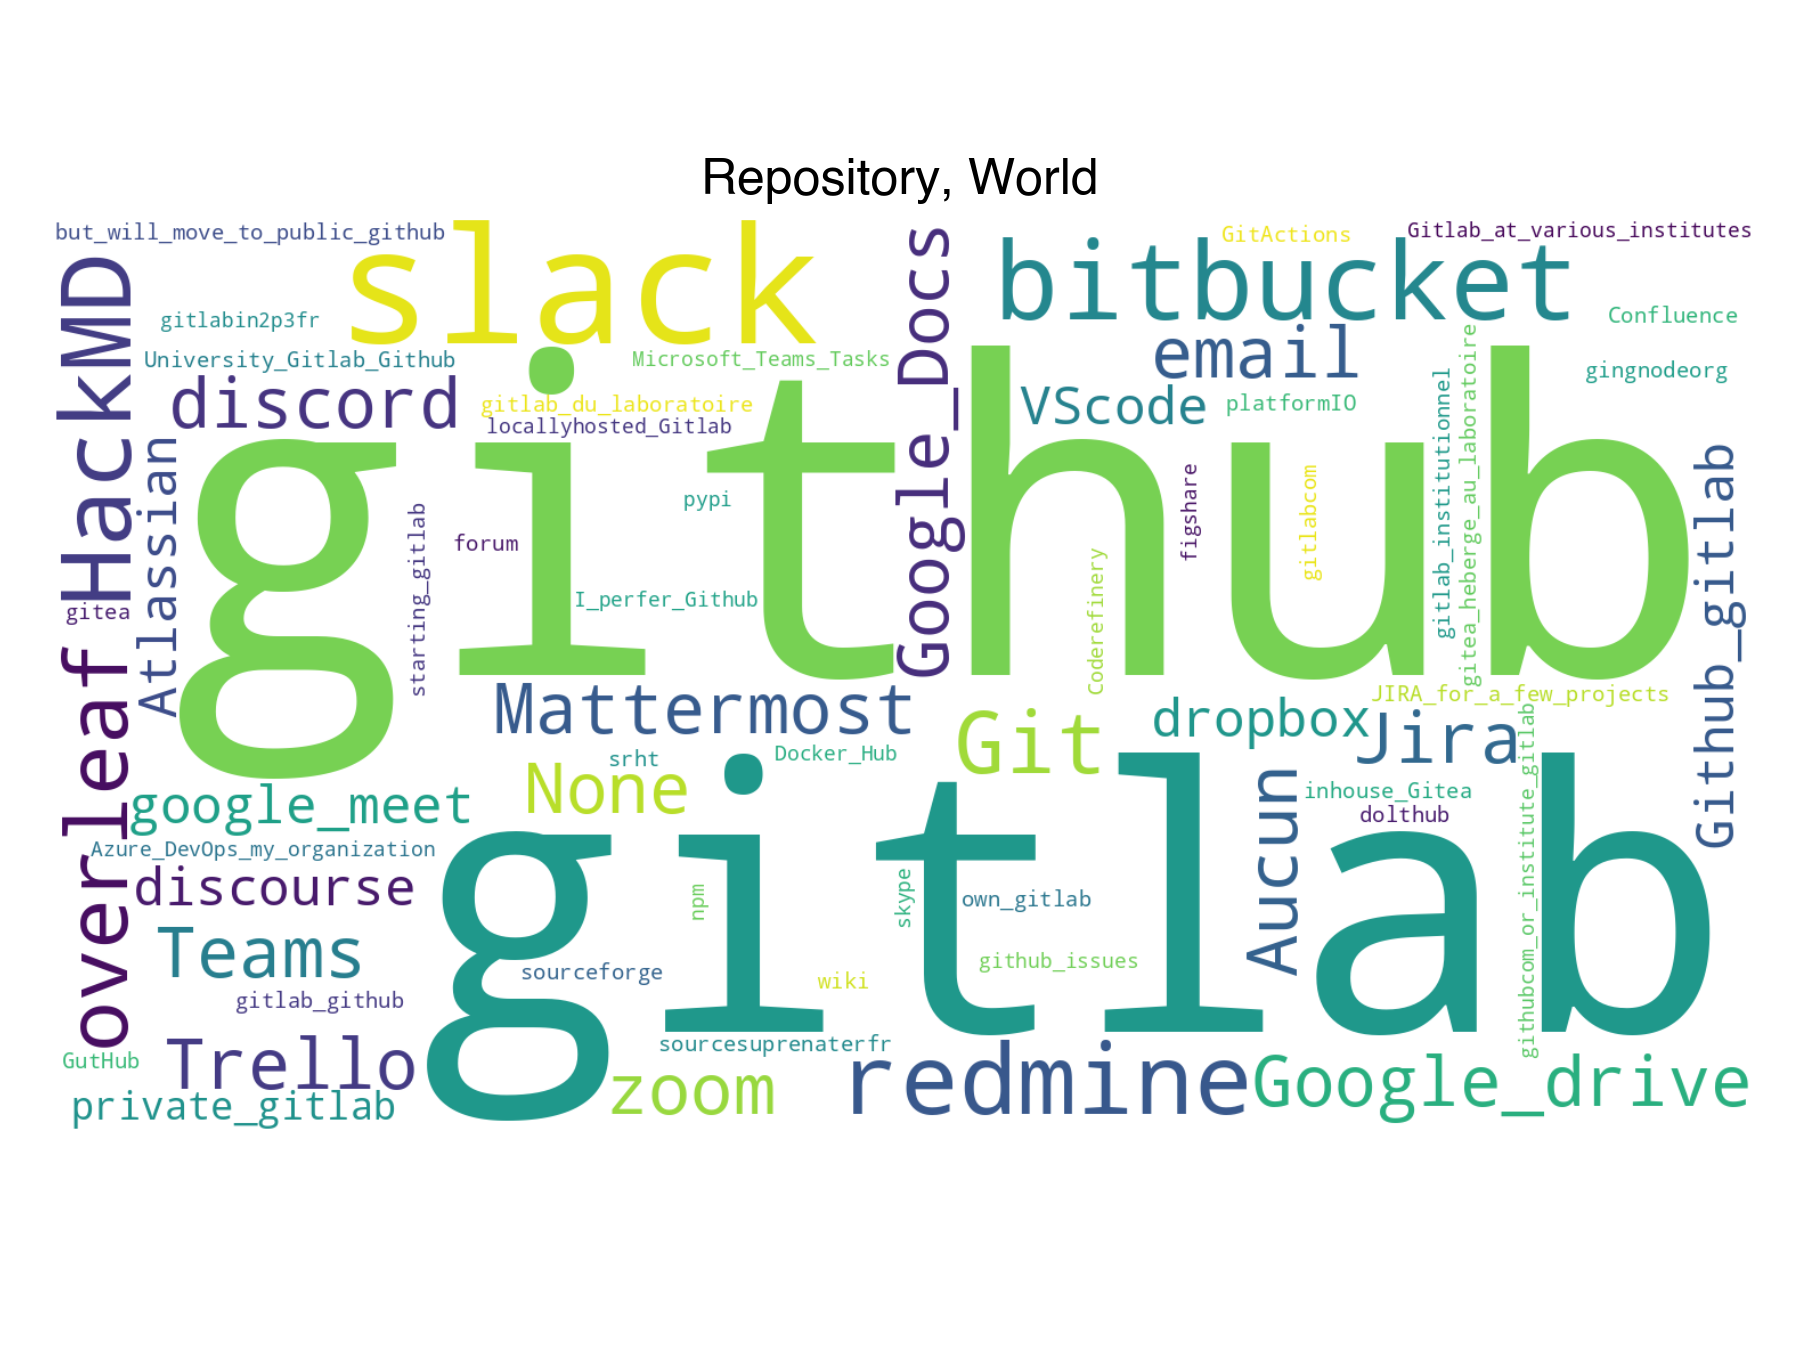 Repository, World
but_will_move_to_public_github
slack
Google_Docs
bitbucket
GitActions
Gitlab_at_various_institutes
HackMD
gitlabin2p3fr
Confluence
University_Gitlab_Github
Microsoft_Teams_Tasks
email
gingnodeorg
discord
gitlab_du_laboratoire
locallyhosted_Gitlab
VScode
platformIO
gitlab_institutionnel
gitea_heberge_au_laboratoire
github
Atlassian
starting_gitlab
forum
pypi
I_perfer_Github
Coderefinery
figshare
gitlabcom
Github_gitlab
gitea
overleaf
Mattermost
Git
dropbox
JIRA_for_a_few_projects
Jira
srht
Docker_Hub
None
google_meet
gitlab
Aucun
inhouse_Gitea
dolthub
githubcom_or_institute_gitlab
Azure_DevOps_my_organization
discourse
npm
skype
own_gitlab
Teams
sourceforge
wiki
github_issues
gitlab_github
GutHub
Trello
sourcesuprenaterfr
private_gitlab
zoom
redmine
Google_drive